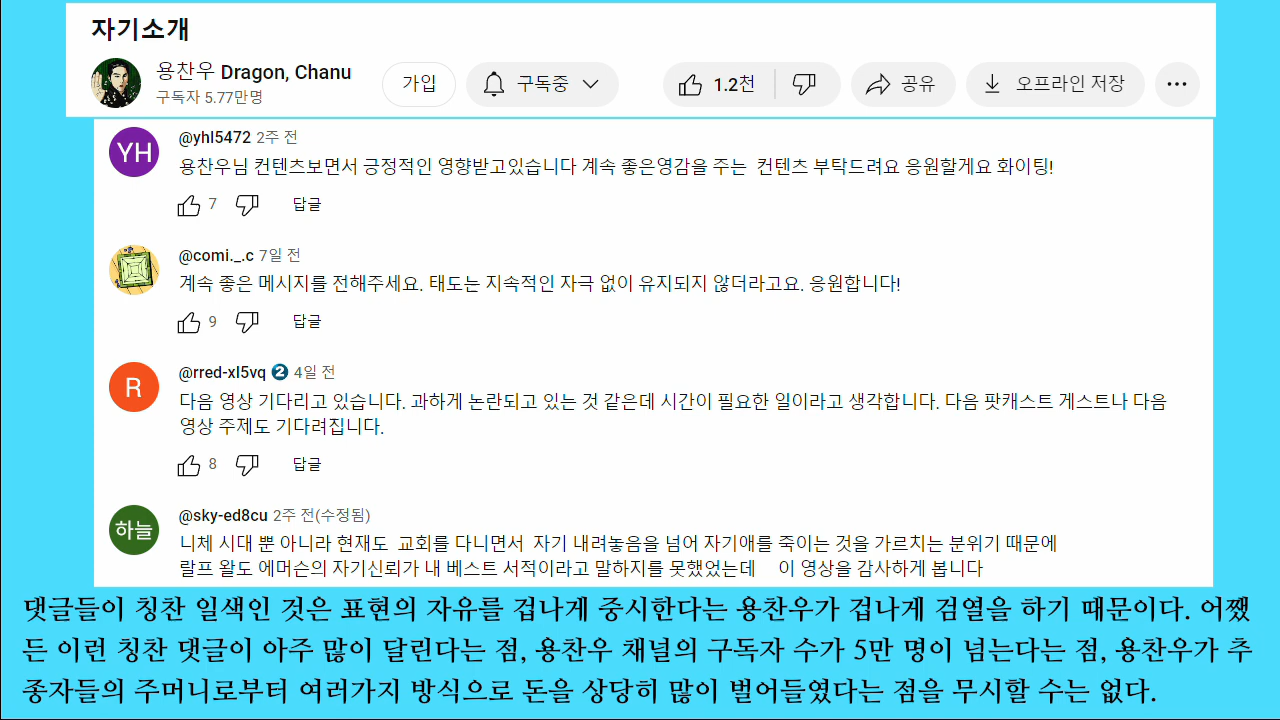 자기소개
용찬우 Dragon, Chanu
구독자 5.77만명
가입
구독중
1.2천
공유
오프라인 저장
YH
@yhl5472 2주 전
용찬우님 컨텐츠보면서 긍정적인 영향받고있습니다 계속 좋은영감을 주는 컨텐츠 부탁드려요 응원할게요 화이팅!
7 답글
@comi._.c 7일 전
계속 좋은 메시지를 전해주세요. 태도는 지속적인 자극 없이 유지되지 않더라고요. 응원합니다!
9 답글
R
@rred-xl5vq 2 4일 전
다음 영상 기다리고 있습니다. 과하게 논란되고 있는 것 같은데 시간이 필요한 일이라고 생각합니다. 다음 팟캐스트 게스트나 다음
영상 주제도 기다려집니다.
8 답글
하늘
@sky-ed8cu 2주 전(수정됨)
니체 시대 뿐 아니라 현재도 교회를 다니면서 자기 내려놓음을 넘어 자기애를 죽이는 것을 가르치는 분위기 때문에
랄프 왈도 에머슨의 자기신뢰가 내 베스트 서적이라고 말하지를 못했었는데 이 영상을 감사하게 봅니다
댓글들이 칭찬 일색인 것은 표현의 자유를 겁나게 중시한다는 용찬우가 겁나게 검열을 하기 때문이다. 어쨌
든 이런 칭찬 댓글이 아주 많이 달린다는 점, 용찬우 채널의 구독자 수가 5만 명이 넘는다는 점, 용찬우가 추
종자들의 주머니로부터 여러가지 방식으로 돈을 상당히 많이 벌어들였다는 점을 무시할 수는 없다.